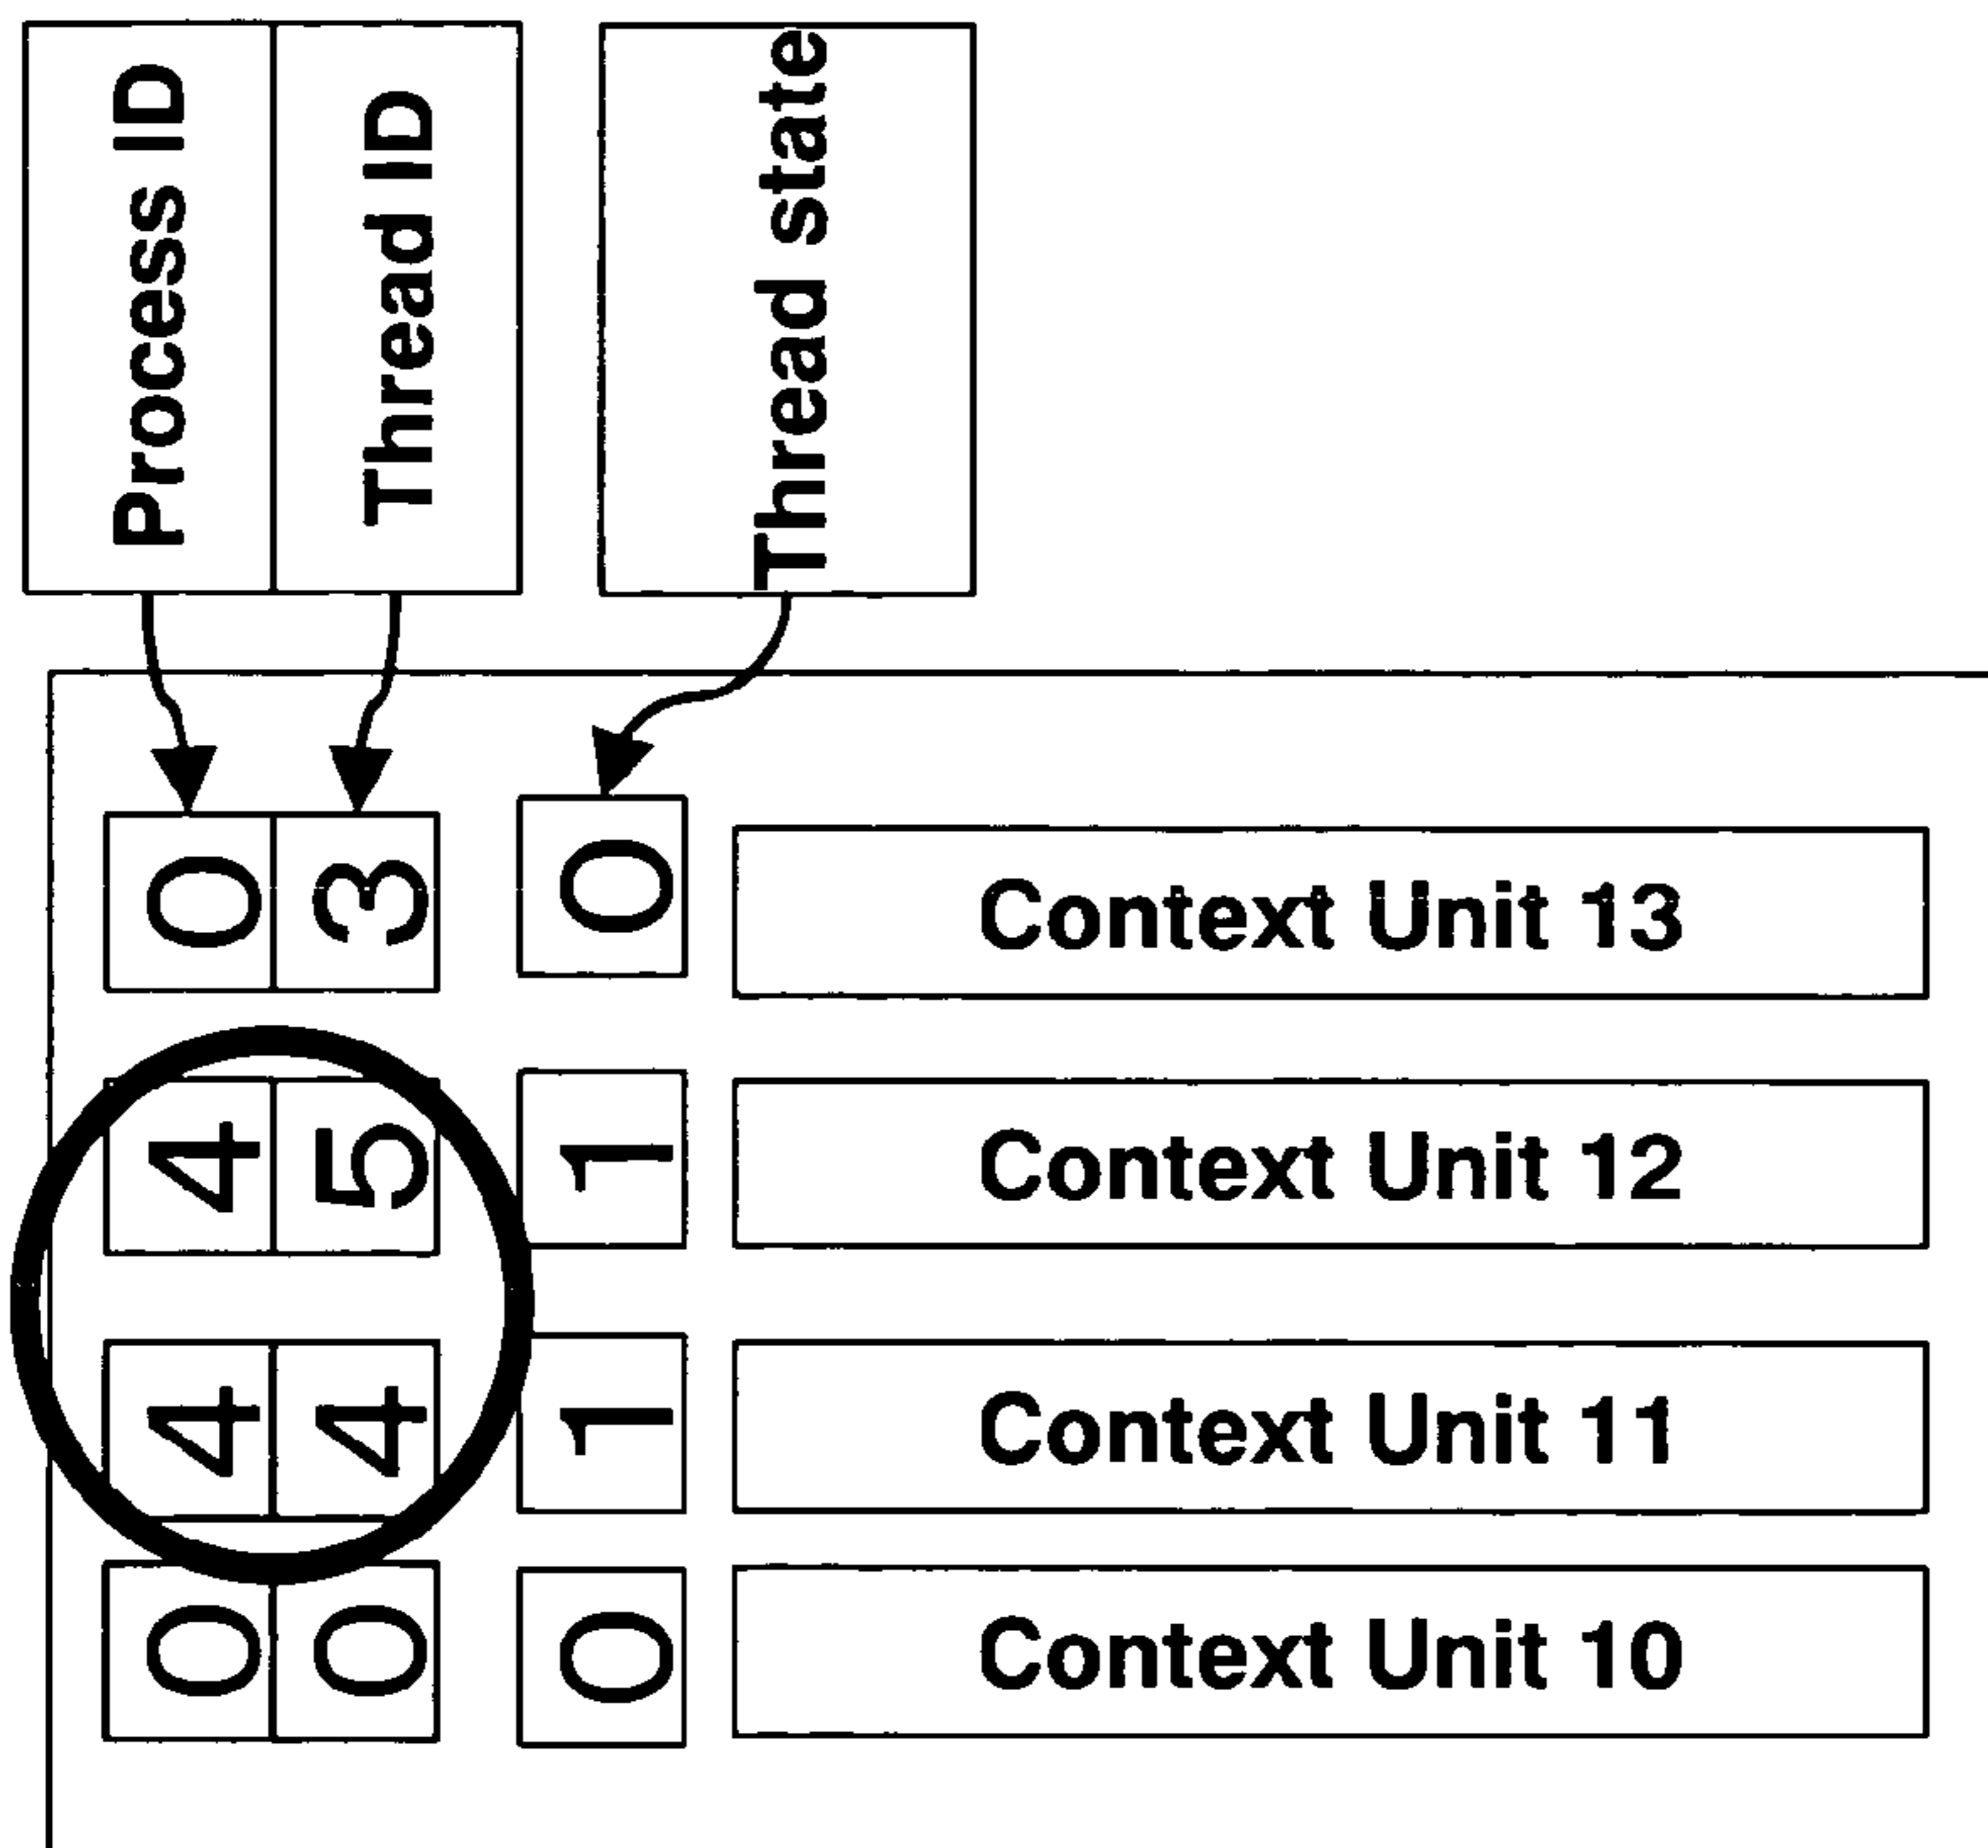 Process ID
Thread ID
Thread state
0 3 0 Context Unit 13
4 5 1 Context Unit 12
4 4 1 Context Unit 11
0 0 0 Context Unit 10